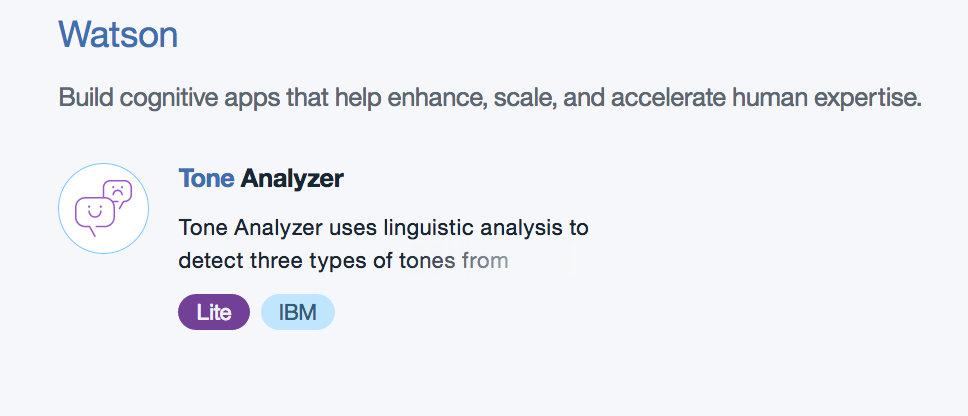 Watson
Build cognitive apps that help enhance, scale, and accelerate human expertise.
Tone Analyzer
Tone Analyzer uses linguistic analysis to
detect three types of tones from
Lite
IBM